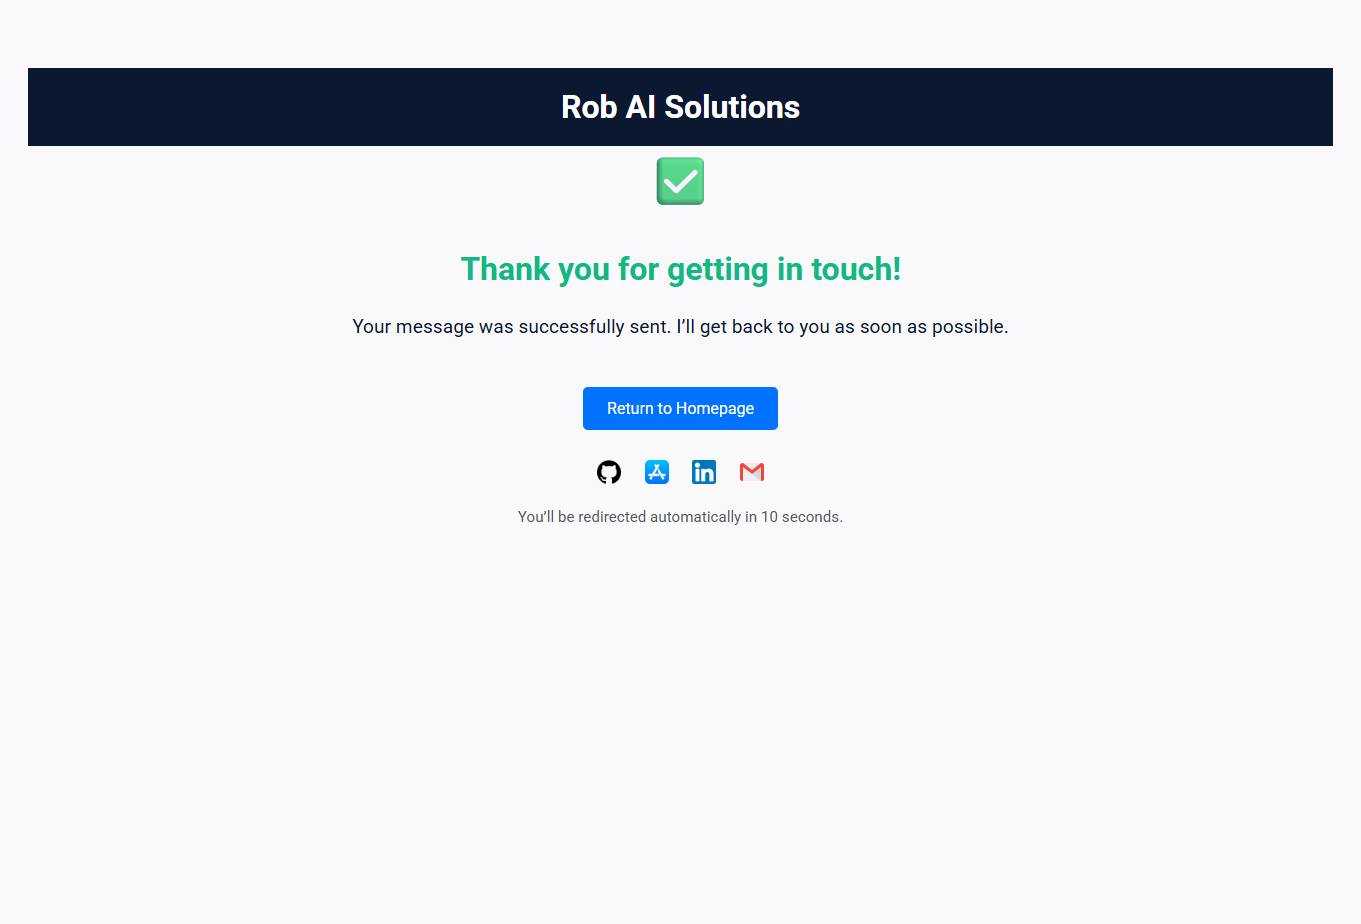 Rob AI Solutions
Thank you for getting in touch!
Your message was successfully sent. I’ll get back to you as soon as possible.
Return to Homepage
You’ll be redirected automatically in 10 seconds.